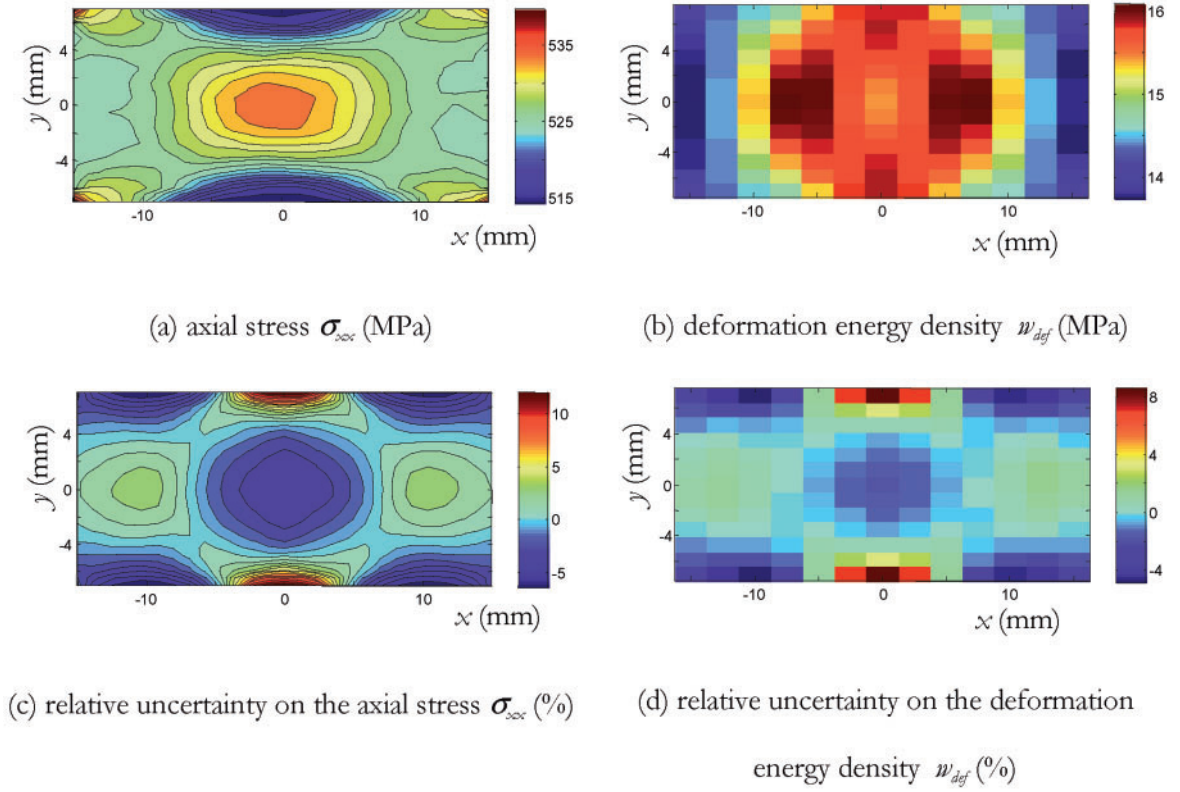 y (mm)
4
0
-4
-10
0
10
x (mm)
535
525
515
(a) axial stress σxx (MPa)
y (mm)
4
0
-4
-10
0
10
x (mm)
16
15
14
(b) deformation energy density wdef (MPa)
y (mm)
4
0
-4
-10
0
10
x (mm)
10
5
0
-5
(c) relative uncertainty on the axial stress σxx (%)
y (mm)
4
0
-4
-10
0
10
x (mm)
8
4
0
-4
(d) relative uncertainty on the deformation
energy density wdef (%)